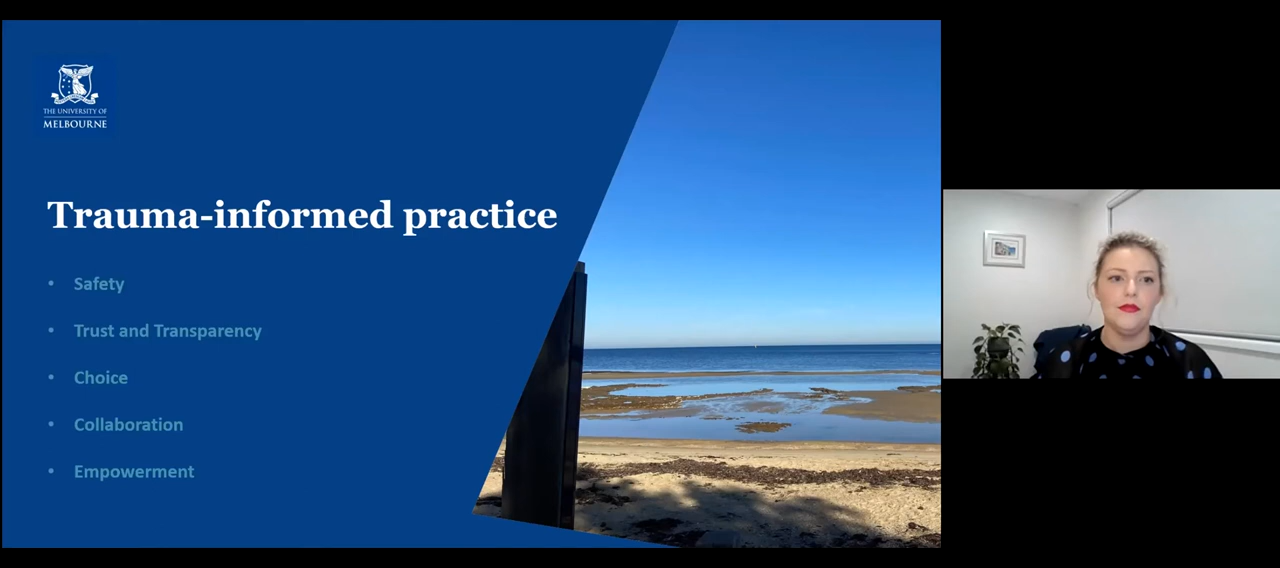 THE UNIVERSITY OF
MELBOURNE
Trauma-informed practice
• Safety
• Trust and Transparency
• Choice
• Collaboration
• Empowerment